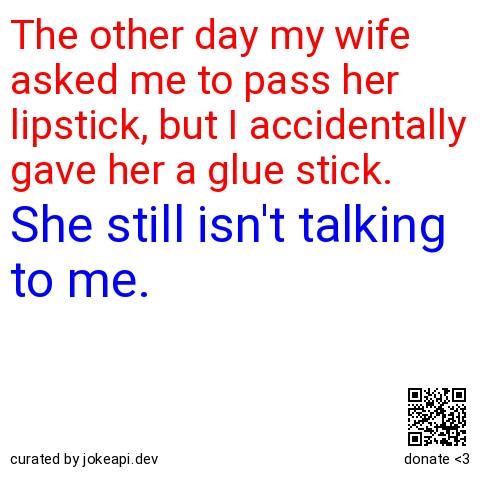 The other day my wife
asked me to pass her
lipstick, but I accidentally
gave her a glue stick.
She still isn't talking
to me.
curated by jokeapi.dev
donate <3